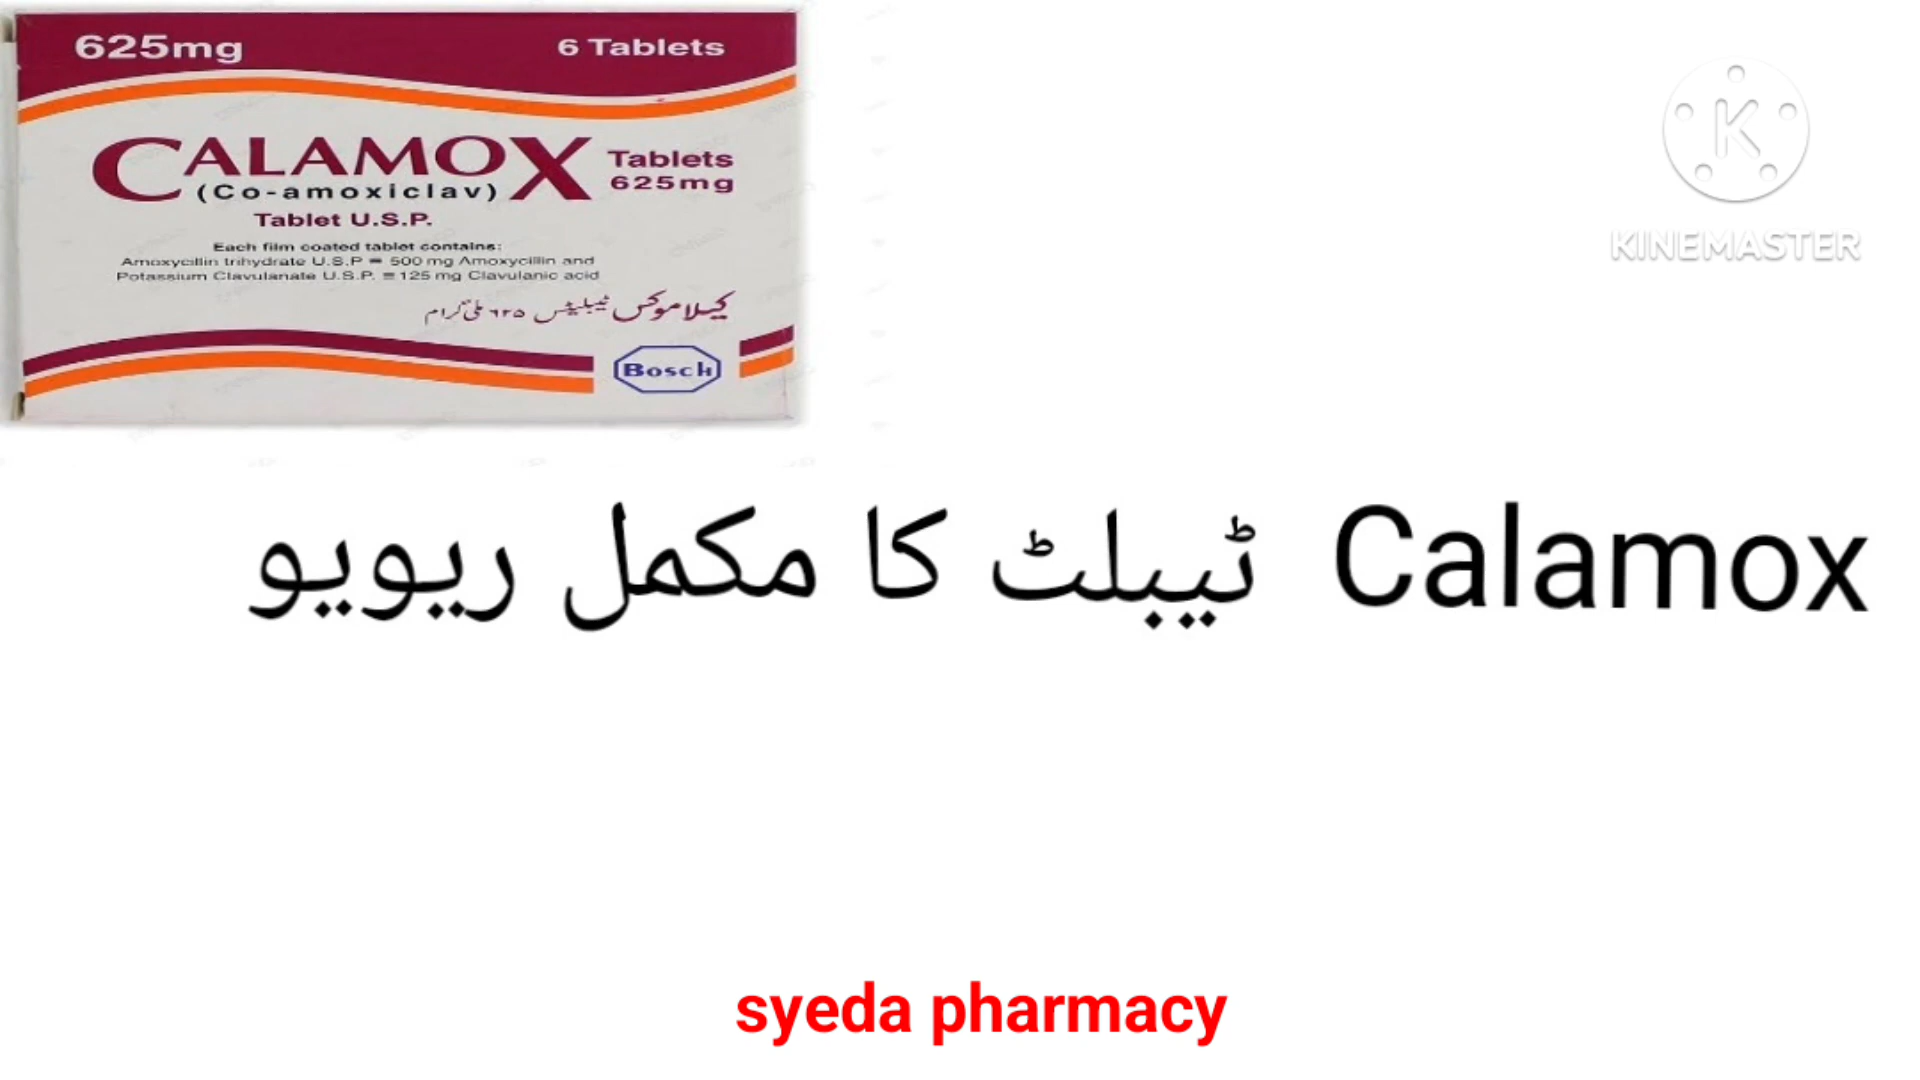 625mg
6 Tablets
CALAMOX
Tablets
625mg
(Co-amoxiclav)
Tablet U.S.P.
Each film coated tablet contains:
Amoxycillin trihydrate U.S.P ≡ 500 mg Amoxycillin and
Potassium Clavulanate U.S.P. ≡ 125 mg Clavulanic acid
کیلاموکس ٹیبلیٹس ۶۲۵ ملی گرام
Bosch
KINEMASTER
Calamox ٹیبلٹ کا مکمل ریویو
syeda pharmacy